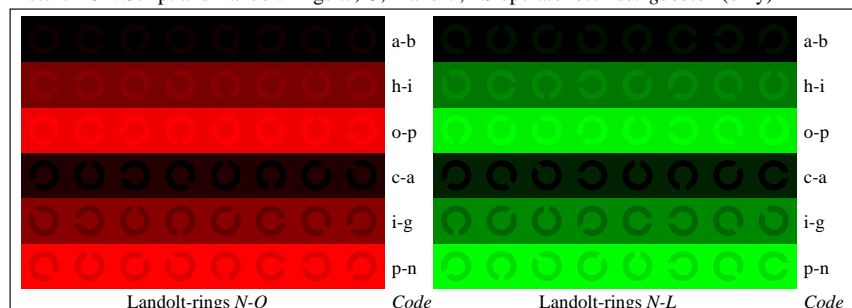 a-b a-b
h-i h-i
o-p o-p
c-a c-a
i-g i-g
p-n p-n
Landolt-rings N-O Code Landolt-rings N-L Code